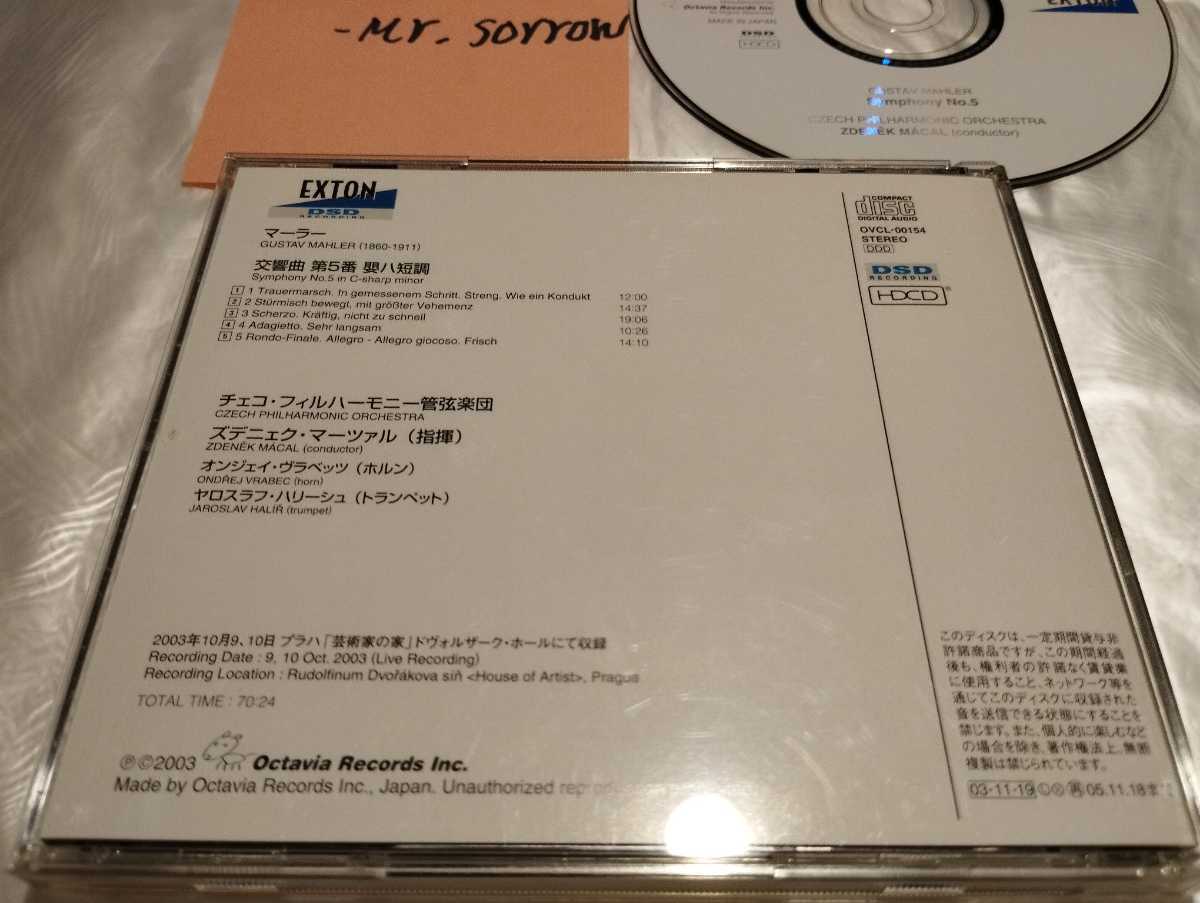 -Mr. sorrow
Octavia Records Inc.
MADE IN JAPAN
DSD
HDCD
EXTON
GUSTAV MAHLER
Symphony No.5
CZECH PHILHARMONIC ORCHESTRA
ZDENĚK MÁCAL (conductor)
EXTON
DSD
RECORDING
マーラー
GUSTAV MAHLER (1860-1911)
交響曲 第5番 嬰ハ短調
Symphony No.5 in C-sharp minor
1 1 Trauermarsch. In gemessenem Schritt. Streng. Wie ein Kondukt 12:00
2 2 Stürmisch bewegt, mit größter Vehemenz 14:37
3 3 Scherzo. Kräftig, nicht zu schnell 19:06
4 4 Adagietto. Sehr langsam 10:26
5 5 Rondo-Finale. Allegro - Allegro giocoso. Frisch 14:10
チェコ・フィルハーモニー管弦楽団
CZECH PHILHARMONIC ORCHESTRA
ズデニェク・マーツァル（指揮）
ZDENĚK MÁCAL (conductor)
オンジェイ・ヴラベッツ（ホルン）
ONDŘEJ VRABEC (horn)
ヤロスラフ・ハリーシュ（トランペット）
JAROSLAV HALÍŘ (trumpet)
2003年10月9、10日 プラハ「芸術家の家」ドヴォルザーク・ホールにて収録
Recording Date : 9, 10 Oct. 2003 (Live Recording)
Recording Location : Rudolfinum Dvořákova siň <House of Artist>, Prague
TOTAL TIME : 70:24
Ⓟ©2003 Octavia Records Inc.
Made by Octavia Records Inc., Japan. Unauthorized
COMPACT
disc
DIGITAL AUDIO
OVCL-00154
STEREO
DDD
DSD
RECORDING
HDCD®
このディスクは、一定期間貸与非
許諾商品ですが、この期間経過
後も、権利者の許諾なく賃貸業
に使用すること、ネットワーク等を
通じてこのディスクに収録された
音を送信できる状態にすることを
禁じます。また、個人的に楽しむなど
の場合を除き、著作権法上、無断
複製は禁じられています。
03-11-19 ©Ⓟ 再 05.11.18まで